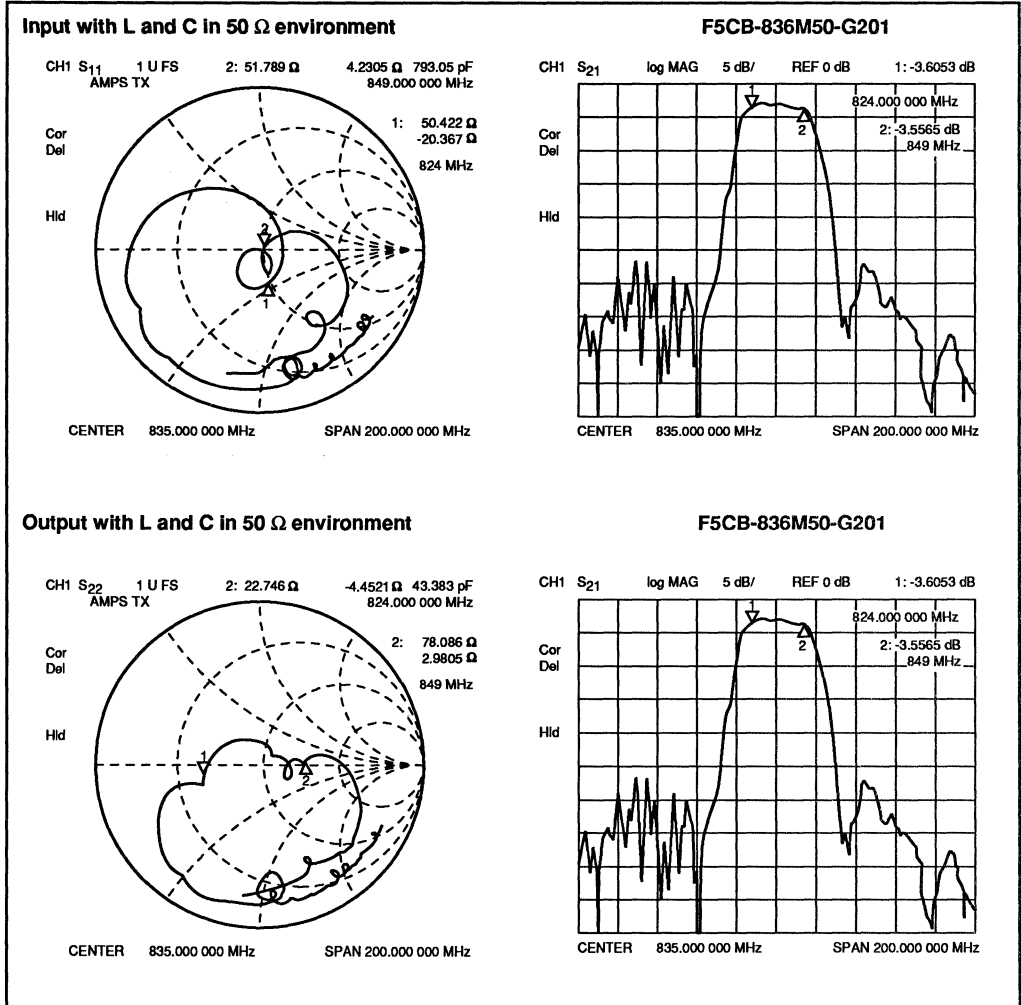 Input with L and C in 50 Ω environment
F5CB-836M50-G201
CH1 S11 1 U FS 2: 51.789 Ω 4.2305 Ω 793.05 pF
AMPS TX 849.000 000 MHz
1: 50.422 Ω
-20.367 Ω
824 MHz
Cor
Del
Hld
2
1
CENTER 835.000 000 MHz SPAN 200.000 000 MHz
CH1 S21 log MAG 5 dB/ REF 0 dB 1: -3.6053 dB
1
824.000 000 MHz
2
2: -3.5565 dB
849 MHz
Cor
Del
Hld
CENTER 835.000 000 MHz SPAN 200.000 000 MHz
Output with L and C in 50 Ω environment
F5CB-836M50-G201
CH1 S22 1 U FS 2: 22.746 Ω -4.4521 Ω 43.383 pF
AMPS TX 824.000 000 MHz
2: 78.086 Ω
2.9805 Ω
849 MHz
Cor
Del
Hld
1
2
CENTER 835.000 000 MHz SPAN 200.000 000 MHz
CH1 S21 log MAG 5 dB/ REF 0 dB 1: -3.6053 dB
1
824.000 000 MHz
2
2: -3.5565 dB
849 MHz
Cor
Del
Hld
CENTER 835.000 000 MHz SPAN 200.000 000 MHz